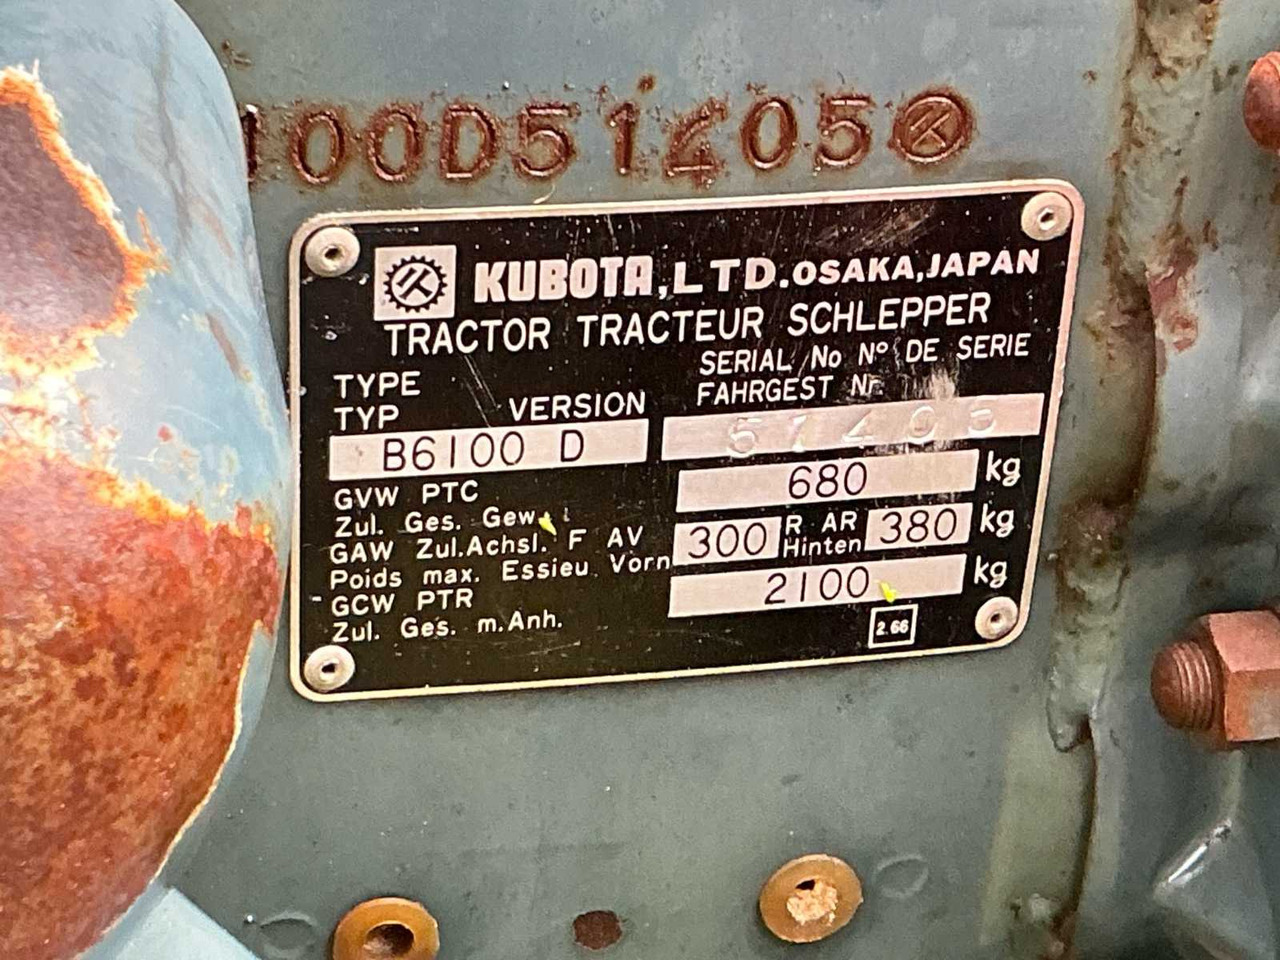 100D51405
KUBOTA, LTD. OSAKA, JAPAN
TRACTOR TRACTEUR SCHLEPPER
SERIAL No Nº DE SERIE
TYPE
FAHRGEST Nr.
TYP VERSION
B6100 D 51405
GVW PTC 680 kg
Zul. Ges. Gew.
GAW Zul.Achsl. F AV 300 R AR 380 kg
Poids max. Essieu Vorn Hinten
GCW PTR 2100 kg
Zul. Ges. m.Anh.
2.66